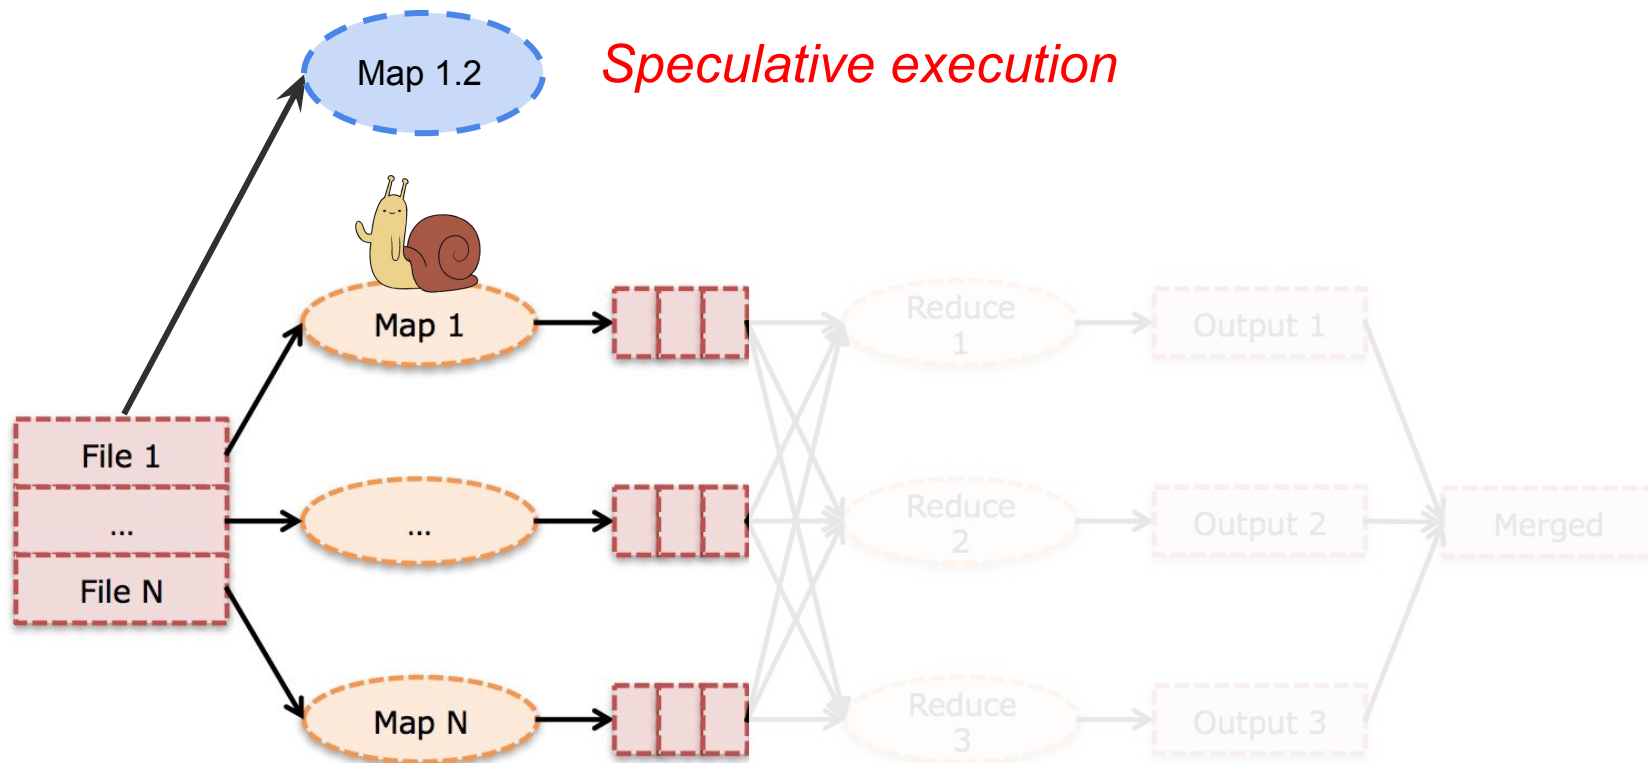 Map 1.2
Speculative execution
Map 1
Reduce
1
Output 1
File 1
...
File N
...
Reduce
2
Output 2
Merged
Map N
Reduce
3
Output 3